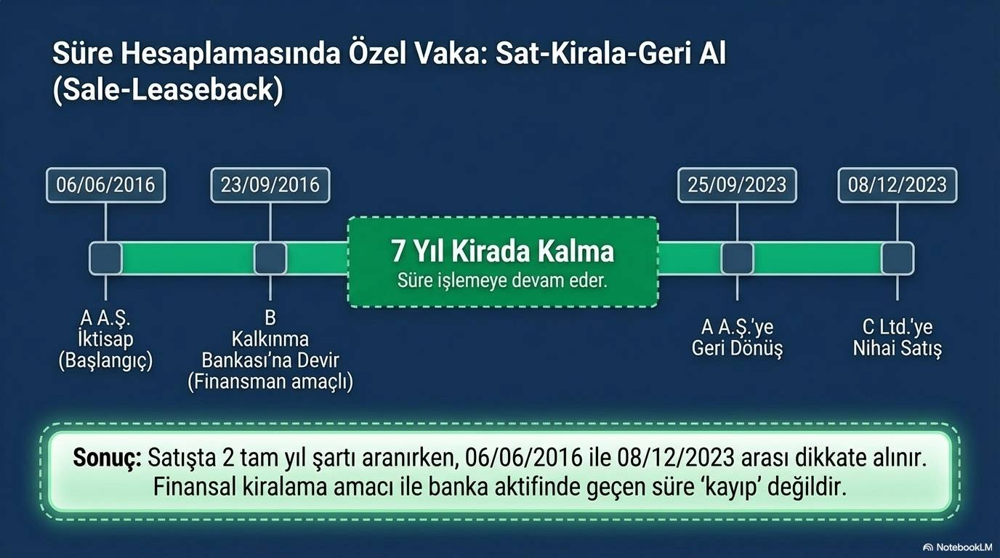 Süre Hesaplamasında Özel Vaka: Sat-Kirala-Geri Al
(Sale-Leaseback)
06/06/2016
23/09/2016
25/09/2023
08/12/2023
7 Yıl Kirada Kalma
Süre işlemeye devam eder.
A A.Ş.
İktisap
(Başlangıç)
B
Kalkınma
Bankası'na Devir
(Finansman amaçlı)
A A.Ş.'ye
Geri Dönüş
C Ltd.'ye
Nihai Satış
Sonuç: Satışta 2 tam yıl şartı aranırken, 06/06/2016 ile 08/12/2023 arası dikkate alınır.
Finansal kiralama amacı ile banka aktifinde geçen süre ‘kayıp’ değildir.
NotebookLM